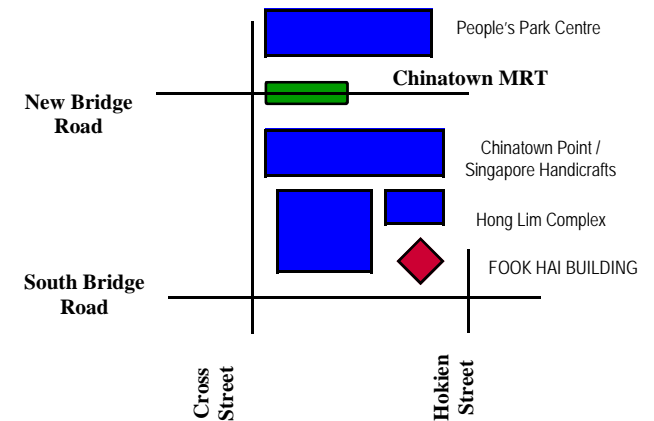 People's Park Centre
Chinatown MRT
New Bridge
Road
Chinatown Point /
Singapore Handicrafts
Hong Lim Complex
FOOK HAI BUILDING
South Bridge
Road
Cross
Street
Hokien
Street